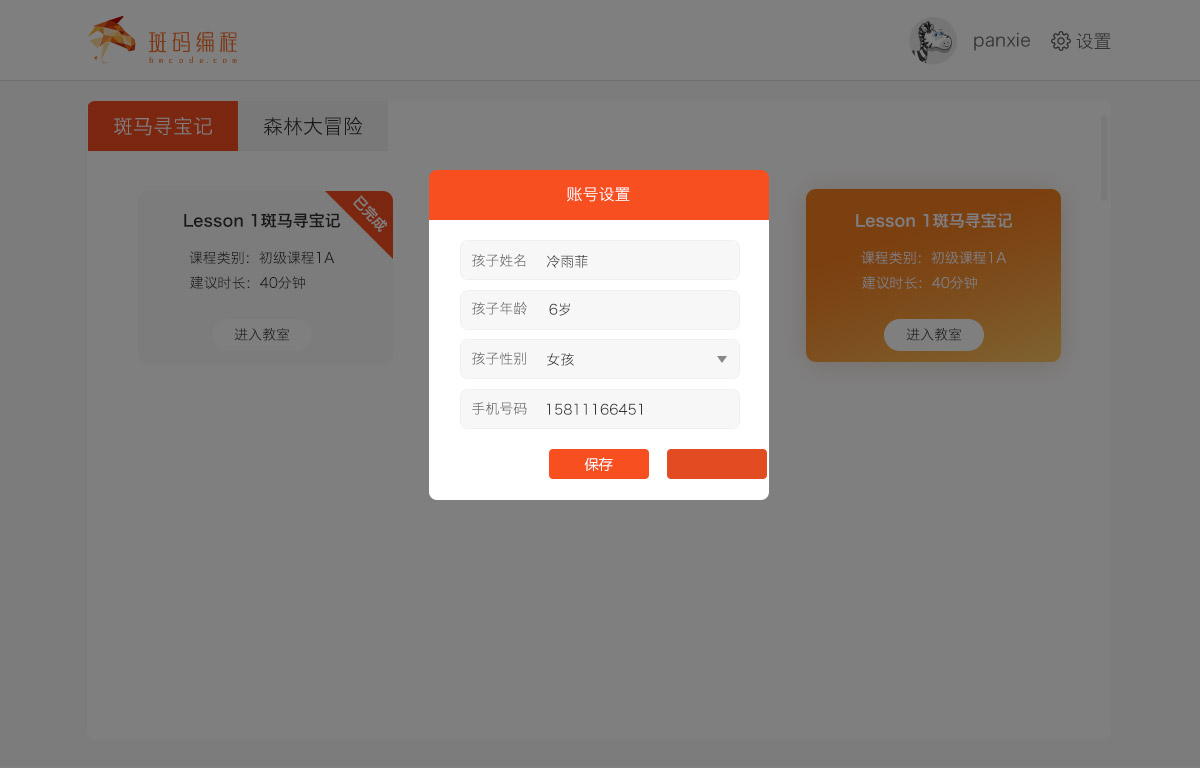 斑码编程
bmcode.com
panxie
设置
斑马寻宝记
森林大冒险
Lesson 1斑马寻宝记
已完成
课程类别：初级课程1A
建议时长：40分钟
进入教室
账号设置
孩子姓名 冷雨菲
孩子年龄 6岁
孩子性别 女孩
手机号码 15811166451
保存
Lesson 1斑马寻宝记
课程类别：初级课程1A
建议时长：40分钟
进入教室